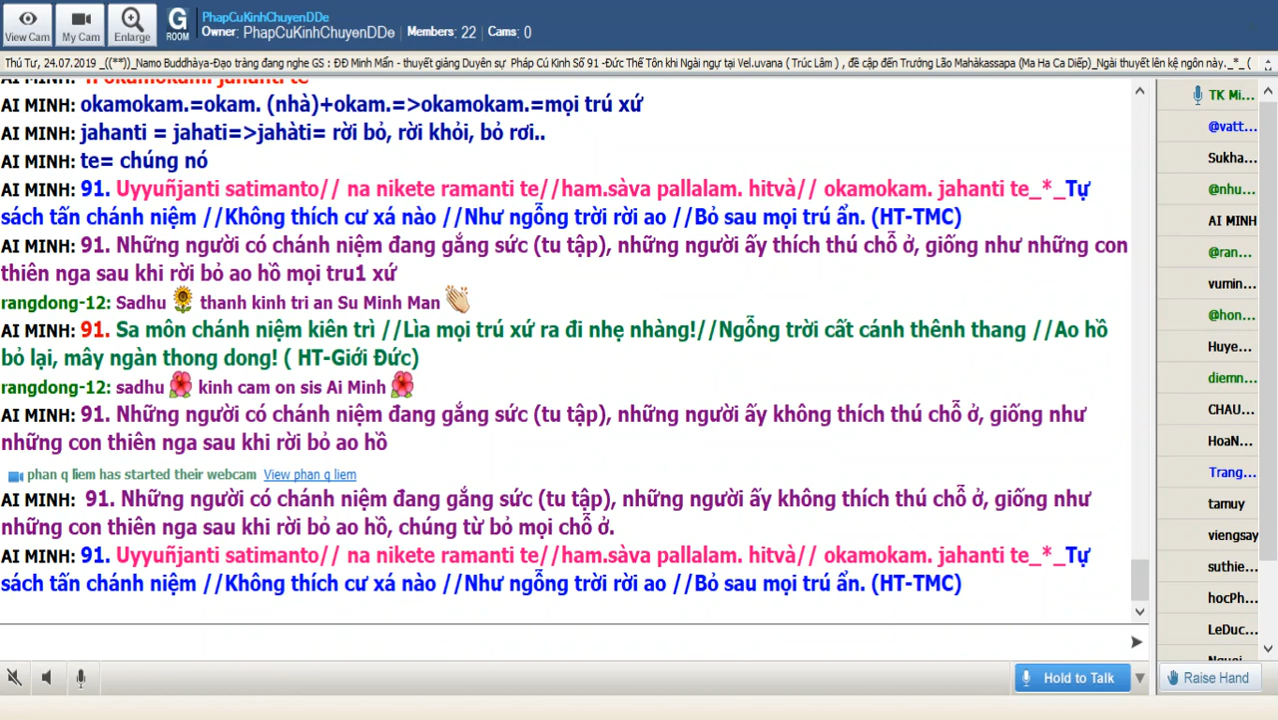 PhapCuKinhChuyenDDe
Owner: PhapCuKinhChuyenDDe Members: 22 Cams: 0
View Cam My Cam Enlarge G ROOM
Thứ Tư, 24.07.2019 _((**))_Namo Buddhàya-Đạo tràng đang nghe GS : ĐĐ Minh Mẫn - thuyết giảng Duyên sự Pháp Cú Kinh Số 91 -Đức Thế Tôn khi Ngài ngự tại Vel.uvana ( Trúc Lâm ) , đề cập đến Trưởng Lão Mahàkassapa (Ma Ha Ca Diếp)_Ngài thuyết lên kệ ngôn này._*_ (
okamokam. jahanti te
AI MINH: okamokam.=okam. (nhà)+okam.=>okamokam.=mọi trú xứ
AI MINH: jahanti = jahati=>jahàti= rời bỏ, rời khỏi, bỏ rơi..
AI MINH: te= chúng nó
AI MINH: 91. Uyyuñjanti satimanto// na nikete ramanti te//ham.sàva pallalam. hitvà// okamokam. jahanti te_*_Tự
sách tấn chánh niệm //Không thích cư xá nào //Như ngỗng trời rời ao //Bỏ sau mọi trú ẩn. (HT-TMC)
AI MINH: 91. Những người có chánh niệm đang gắng sức (tu tập), những người ấy thích thú chỗ ở, giống như những con
thiên nga sau khi rời bỏ ao hồ mọi tru1 xứ
rangdong-12: Sadhu thanh kinh tri an Su Minh Man
AI MINH: 91. Sa môn chánh niệm kiên trì //Lìa mọi trú xứ ra đi nhẹ nhàng!//Ngỗng trời cất cánh thênh thang //Ao hồ
bỏ lại, mây ngàn thong dong! ( HT-Giới Đức)
rangdong-12: sadhu kinh cam on sis Ai Minh
AI MINH: 91. Những người có chánh niệm đang gắng sức (tu tập), những người ấy không thích thú chỗ ở, giống như
những con thiên nga sau khi rời bỏ ao hồ
phan q liem has started their webcam View phan q liem
AI MINH: 91. Những người có chánh niệm đang gắng sức (tu tập), những người ấy không thích thú chỗ ở, giống như
những con thiên nga sau khi rời bỏ ao hồ, chúng từ bỏ mọi chỗ ở.
AI MINH: 91. Uyyuñjanti satimanto// na nikete ramanti te//ham.sàva pallalam. hitvà// okamokam. jahanti te_*_Tự
sách tấn chánh niệm //Không thích cư xá nào //Như ngỗng trời rời ao //Bỏ sau mọi trú ẩn. (HT-TMC)
TK Mi...
@vatt...
Sukha...
@nhu...
AI MINH
@ran...
vumin...
@hon...
Huye...
diemn...
CHAU...
HoaN...
Trang...
tamuy
viengsay
suthie...
hocPh...
LeDuc...
Hold to Talk
Raise Hand